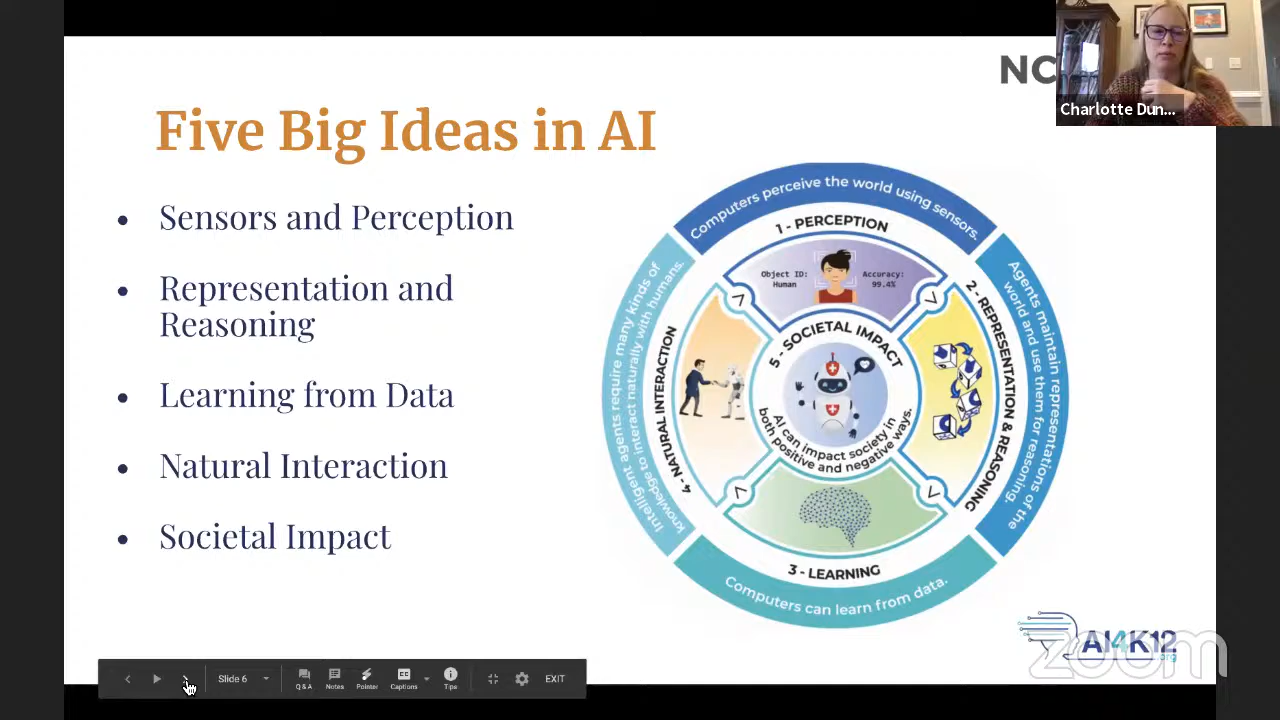 NC
Charlotte Dun...
Five Big Ideas in AI
• Sensors and Perception
• Representation and
Reasoning
• Learning from Data
• Natural Interaction
• Societal Impact
Computers perceive the world using sensors.
1 - PERCEPTION
Object ID:
Human
Accuracy:
99.4%
Agents maintain representations of the
world and use them for reasoning.
2 - REPRESENTATION & REASONING
3 - LEARNING
Computers can learn from data.
Intelligent agents require many kinds of
knowledge to interact naturally with humans.
4 - NATURAL INTERACTION
5 - SOCIETAL IMPACT
AI can impact society in
both positive and negative ways.
AI4K12
.org
zoom
Slide 6
Q & A
Notes
Pointer
CC
Captions
Tips
EXIT